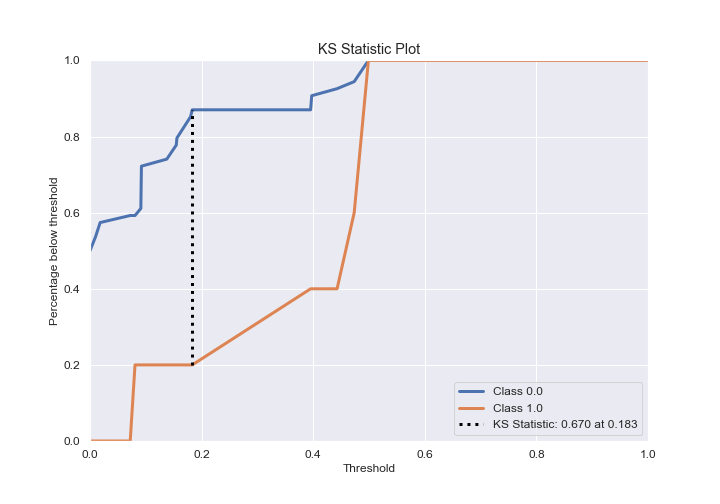 KS Statistic Plot
1.0
0.8
0.6
0.4
0.2
0.0
Percentage below threshold
0.0 0.2 0.4 0.6 0.8 1.0
Threshold
Class 0.0
Class 1.0
KS Statistic: 0.670 at 0.183